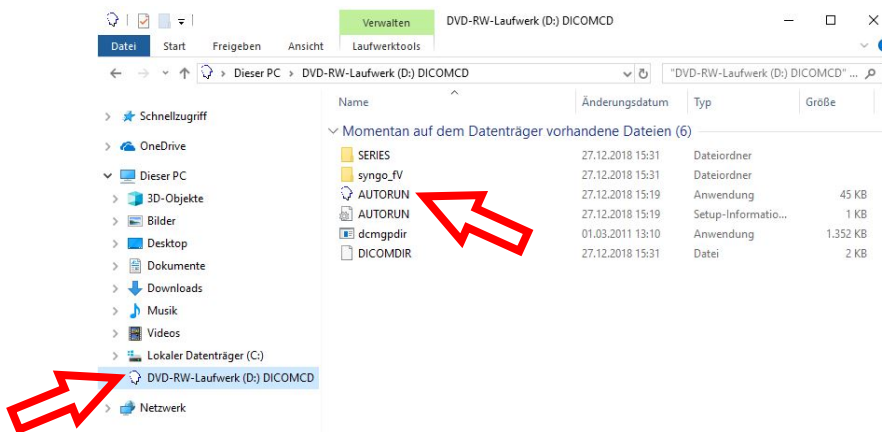 Verwalten DVD-RW-Laufwerk (D:) DICOMCD
Datei Start Freigeben Ansicht Laufwerktools
Dieser PC > DVD-RW-Laufwerk (D:) DICOMCD "DVD-RW-Laufwerk (D:) DICOMCD" ...
Schnellzugriff
OneDrive
Dieser PC
3D-Objekte
Bilder
Desktop
Dokumente
Downloads
Musik
Videos
Lokaler Datenträger (C:)
DVD-RW-Laufwerk (D:) DICOMCD
Netzwerk
Name Änderungsdatum Typ Größe
Momentan auf dem Datenträger vorhandene Dateien (6)
SERIES 27.12.2018 15:31 Dateiordner
syngo_fV 27.12.2018 15:31 Dateiordner
AUTORUN 27.12.2018 15:19 Anwendung 45 KB
AUTORUN 27.12.2018 15:19 Setup-Informatio... 1 KB
dcmgpdir 01.03.2011 13:10 Anwendung 1.352 KB
DICOMDIR 27.12.2018 15:31 Datei 2 KB